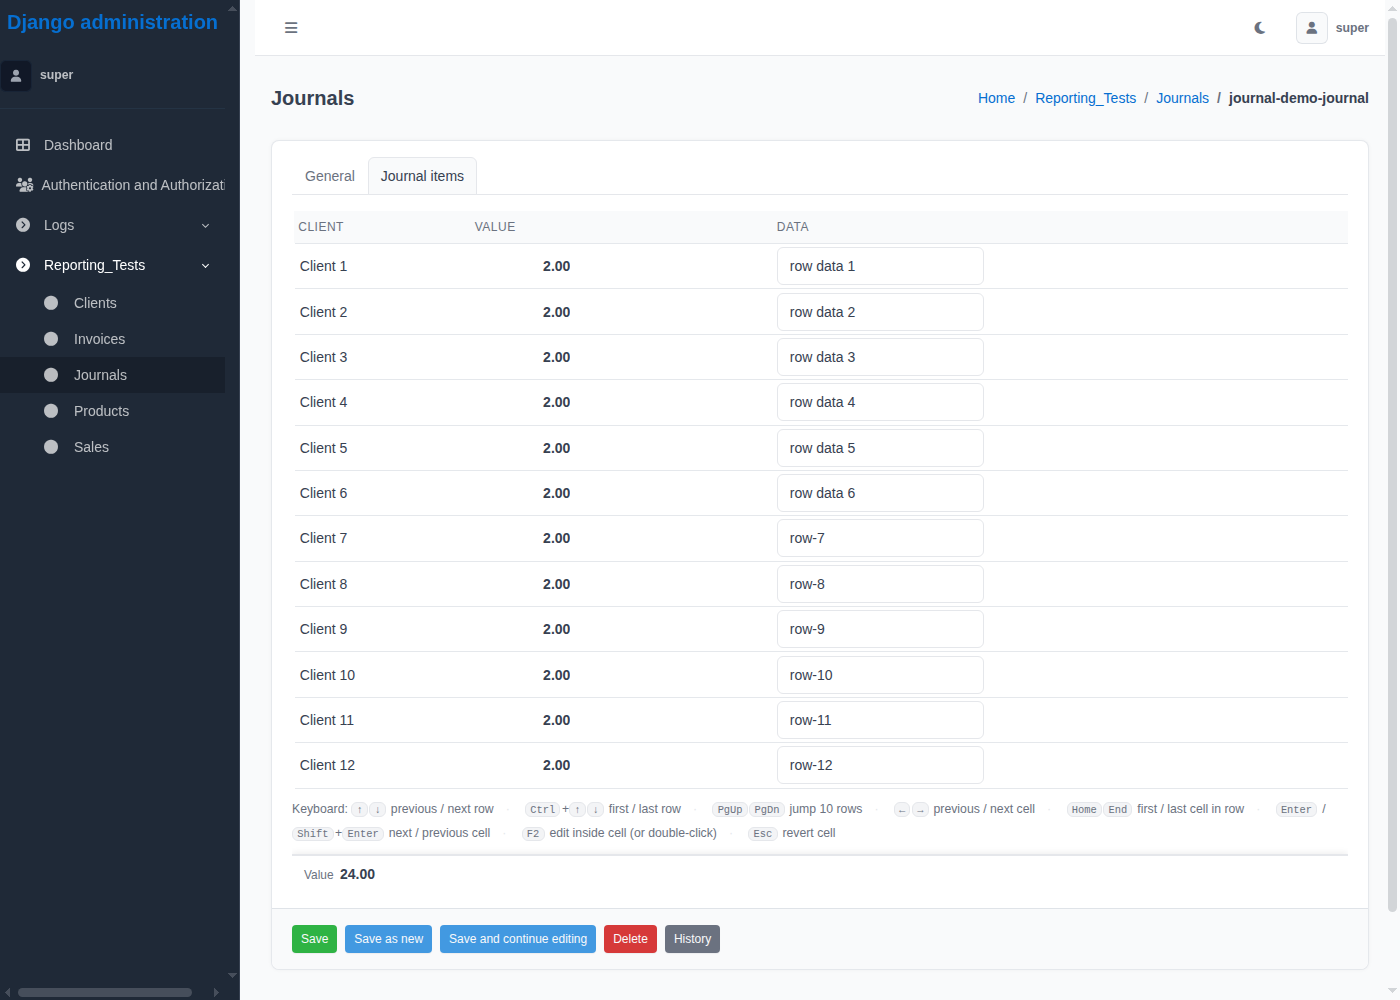 Django administration
super
Dashboard
Authentication and Authorizati
Logs
Reporting_Tests
Clients
Invoices
Journals
Products
Sales
super
Journals
Home / Reporting_Tests / Journals / journal-demo-journal
General Journal items
CLIENT VALUE DATA
Client 1 2.00 row data 1
Client 2 2.00 row data 2
Client 3 2.00 row data 3
Client 4 2.00 row data 4
Client 5 2.00 row data 5
Client 6 2.00 row data 6
Client 7 2.00 row-7
Client 8 2.00 row-8
Client 9 2.00 row-9
Client 10 2.00 row-10
Client 11 2.00 row-11
Client 12 2.00 row-12
Keyboard: ↑ ↓ previous / next row · Ctrl + ↑ ↓ first / last row · PgUp PgDn jump 10 rows · ← → previous / next cell · Home End first / last cell in row · Enter /
Shift + Enter next / previous cell · F2 edit inside cell (or double-click) · Esc revert cell
Value 24.00
Save Save as new Save and continue editing Delete History